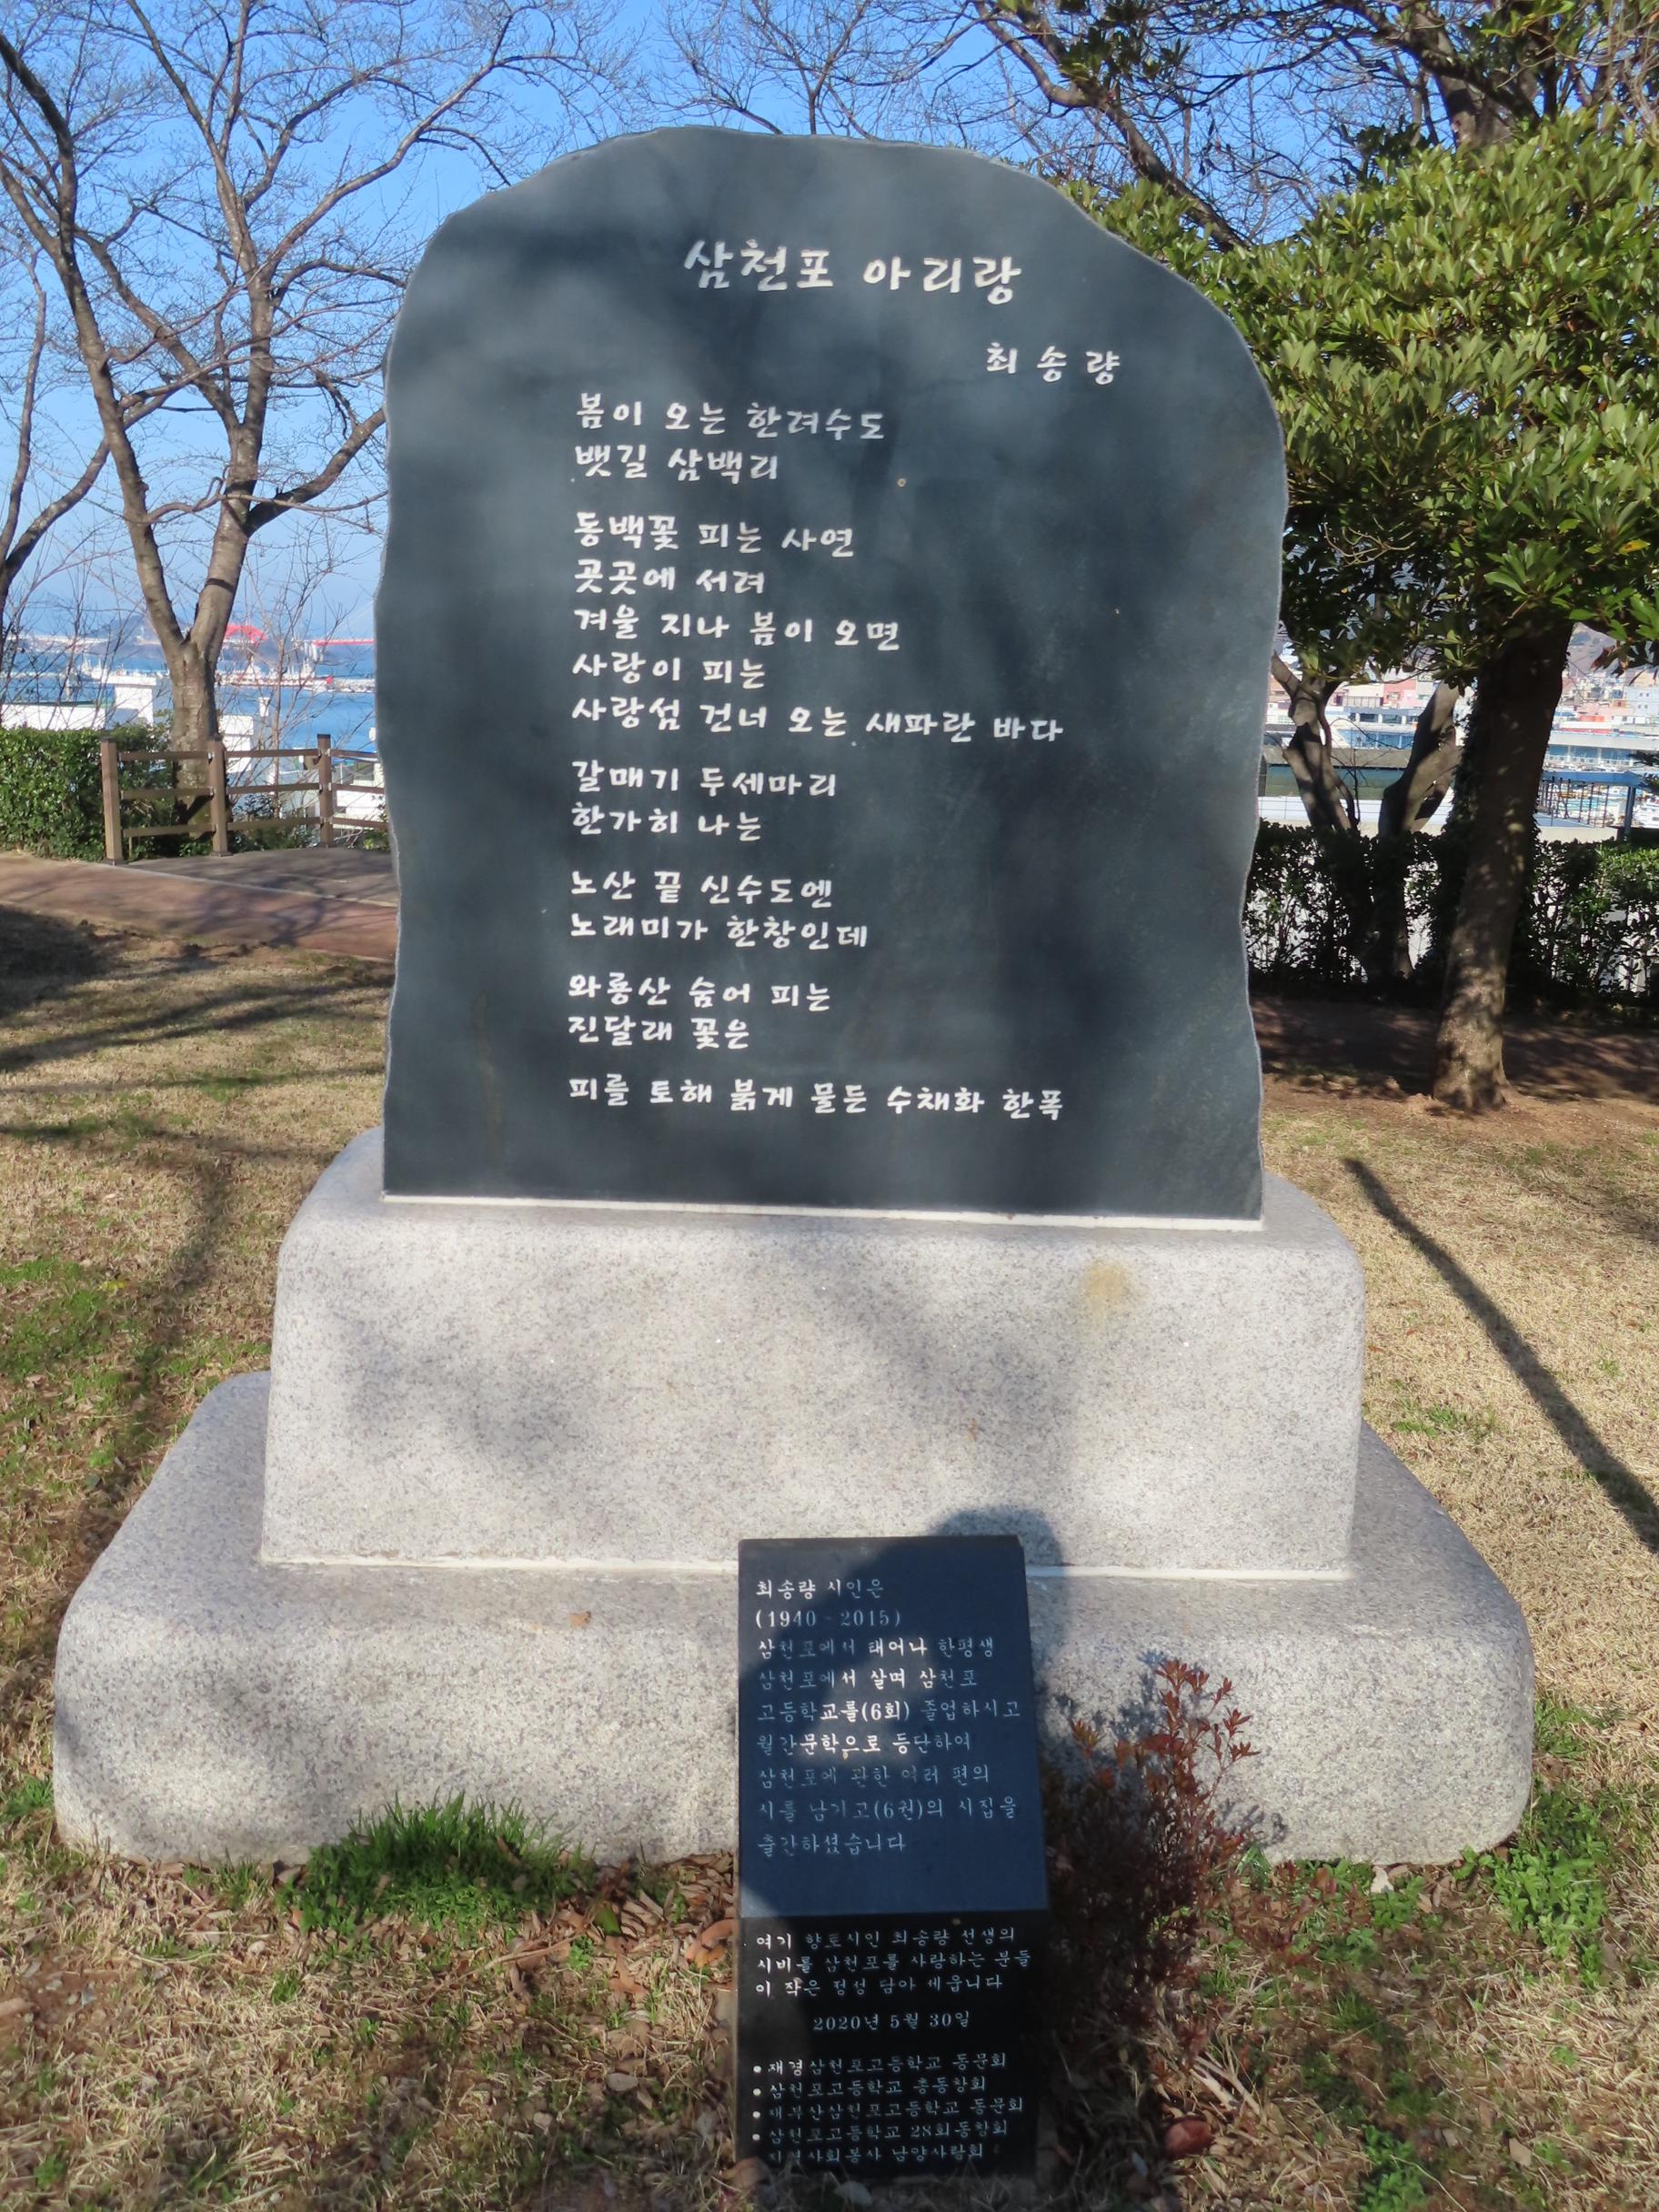 삼천포 아리랑
최송량
봄이 오는 한려수도
뱃길 삼백리
동백꽃 피는 사연
곳곳에 서려
겨울 지나 봄이 오면
사랑이 피는
사랑섬 건너 오는 새파란 바다
갈매기 두세마리
한가히 나는
노산 끝 신수도엔
노래미가 한창인데
와룡산 숨어 피는
진달래 꽃은
피를 토해 붉게 물든 수채화 한폭
최송량 시인은
(1940-2015)
삼천포에서 태어나 한평생
삼천포에서 살며 삼천포
고등학교를(6회) 졸업하시고
월간문학으로 등단하여
삼천포에 관한 여러 편의
시를 남기고(6권)의 시집을
출간하셨습니다
여기 향토시인 최송량 선생의
시비를 삼천포를 사랑하는 분들
이 작은 정성 담아 세웁니다
2020년 5월 30일
• 재경삼천포고등학교 동문회
• 삼천포고등학교 총동창회
• 재부산삼천포고등학교 동문회
• 삼천포고등학교 28회동창회
지역사회봉사 남양사랑회